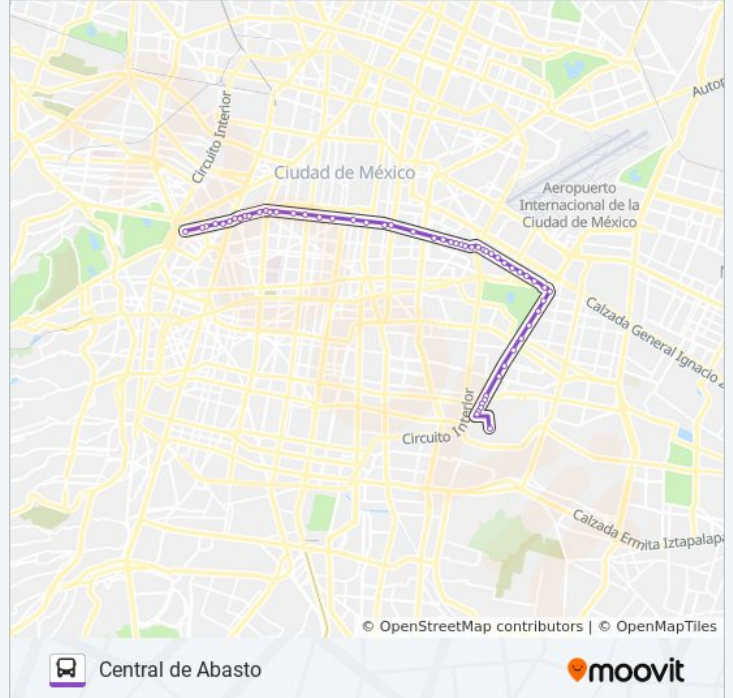 Autop
Circuito Interior
Ciudad de México
Aeropuerto
Internacional de la
Ciudad de México
Calzada General Ignacio Z
Circuito Interior
Calzada Ermita Iztapalapa
© OpenStreetMap contributors | © OpenMapTiles
Central de Abasto
moovit